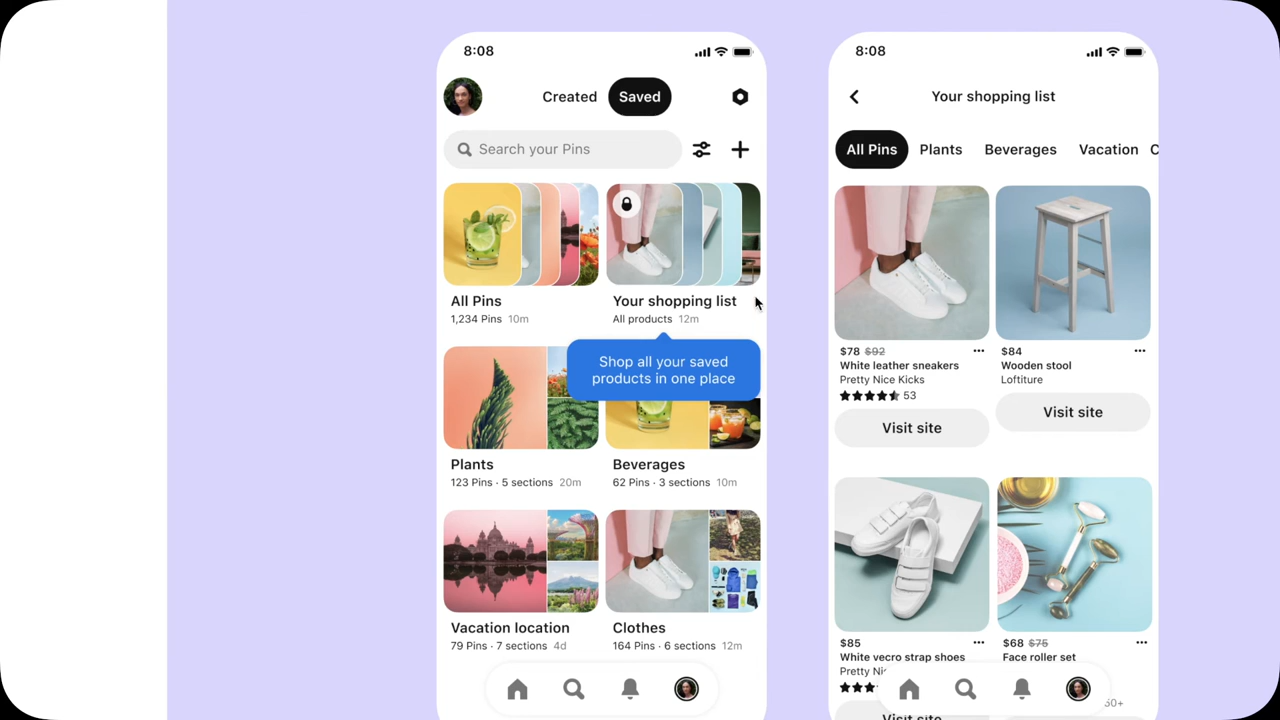 8:08
Created
Saved
Search your Pins
All Pins
1,234 Pins 10m
Your shopping list
All products 12m
Shop all your saved
products in one place
Plants
123 Pins · 5 sections 20m
Beverages
62 Pins · 3 sections 10m
Vacation location
79 Pins · 7 sections 4d
Clothes
164 Pins · 6 sections 12m
8:08
Your shopping list
All Pins
Plants
Beverages
Vacation
C
$78 $92
White leather sneakers
Pretty Nice Kicks
53
Visit site
$84
Wooden stool
Loftiture
Visit site
$85
White vecro strap shoes
Pretty
Visit site
$68 $75
Face roller set
50+